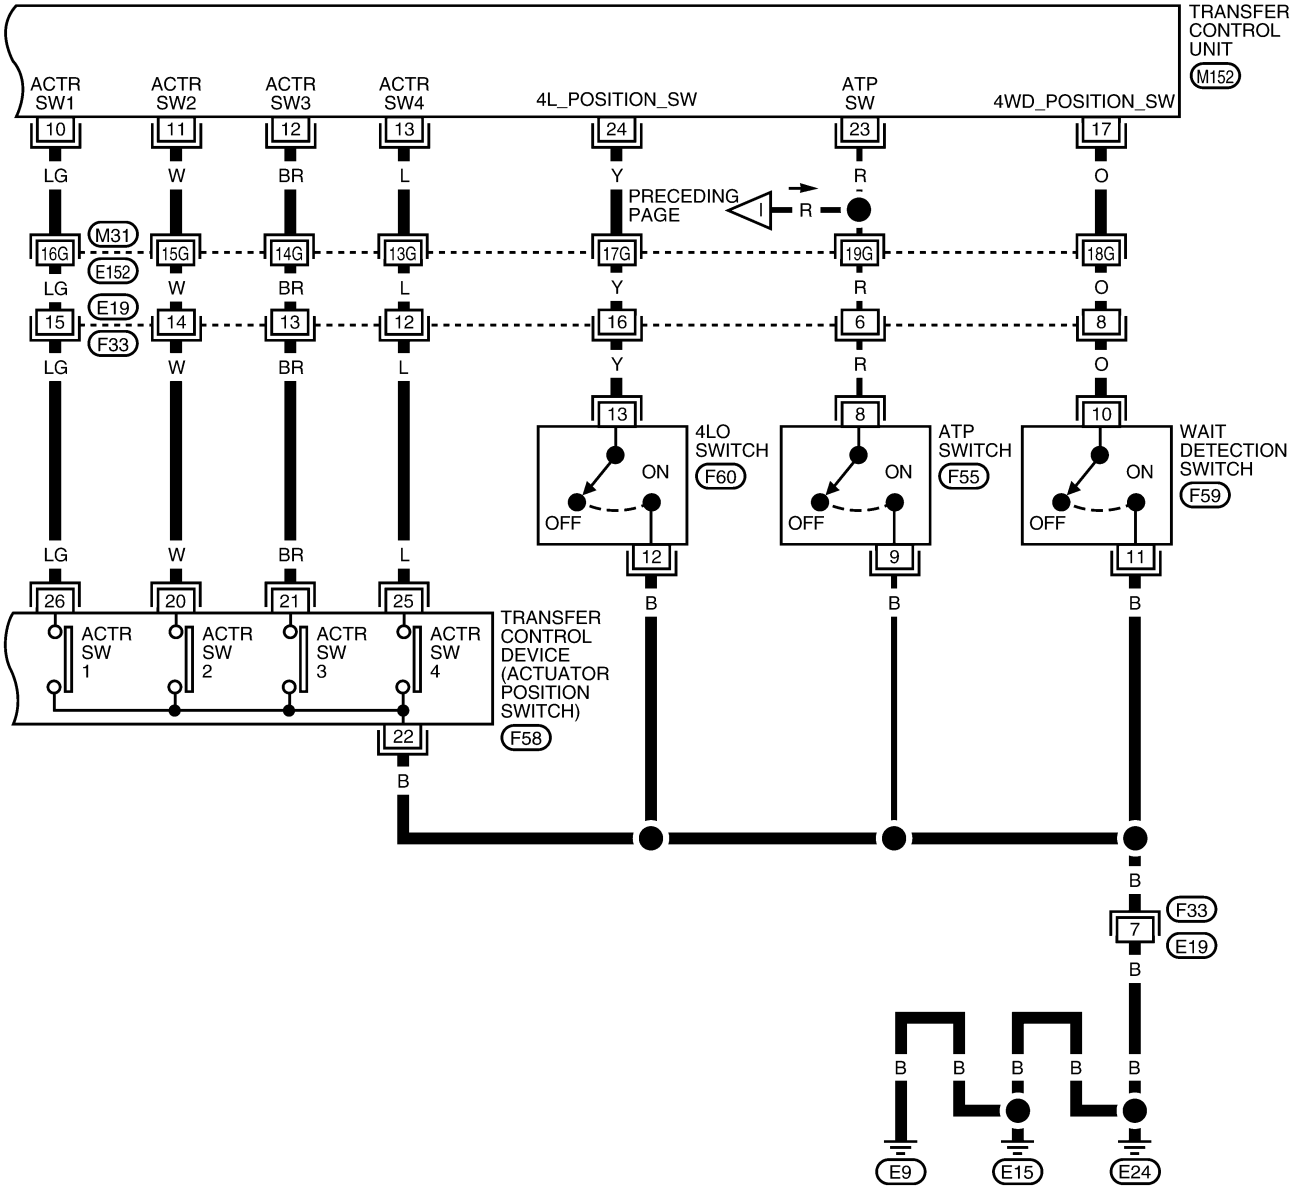 TRANSFER
CONTROL
UNIT
M152
ACTR
SW1
ACTR
SW2
ACTR
SW3
ACTR
SW4
4L_POSITION_SW
ATP
SW
4WD_POSITION_SW
10
11
12
13
24
23
17
LG
W
BR
L
Y
R
O
PRECEDING
PAGE
I
R
M31
16G
15G
14G
13G
17G
19G
18G
E152
LG
W
BR
L
Y
R
O
E19
15
14
13
12
16
6
8
F33
LG
W
BR
L
Y
R
O
13
8
10
4LO
SWITCH
F60
ON
OFF
ATP
SWITCH
F55
ON
OFF
WAIT
DETECTION
SWITCH
F59
ON
OFF
12
9
11
LG
W
BR
L
B
B
B
26
20
21
25
ACTR
SW
1
ACTR
SW
2
ACTR
SW
3
ACTR
SW
4
TRANSFER
CONTROL
DEVICE
(ACTUATOR
POSITION
SWITCH)
F58
22
B
B
F33
7
E19
B
B
B
B
B
B
E9
E15
E24